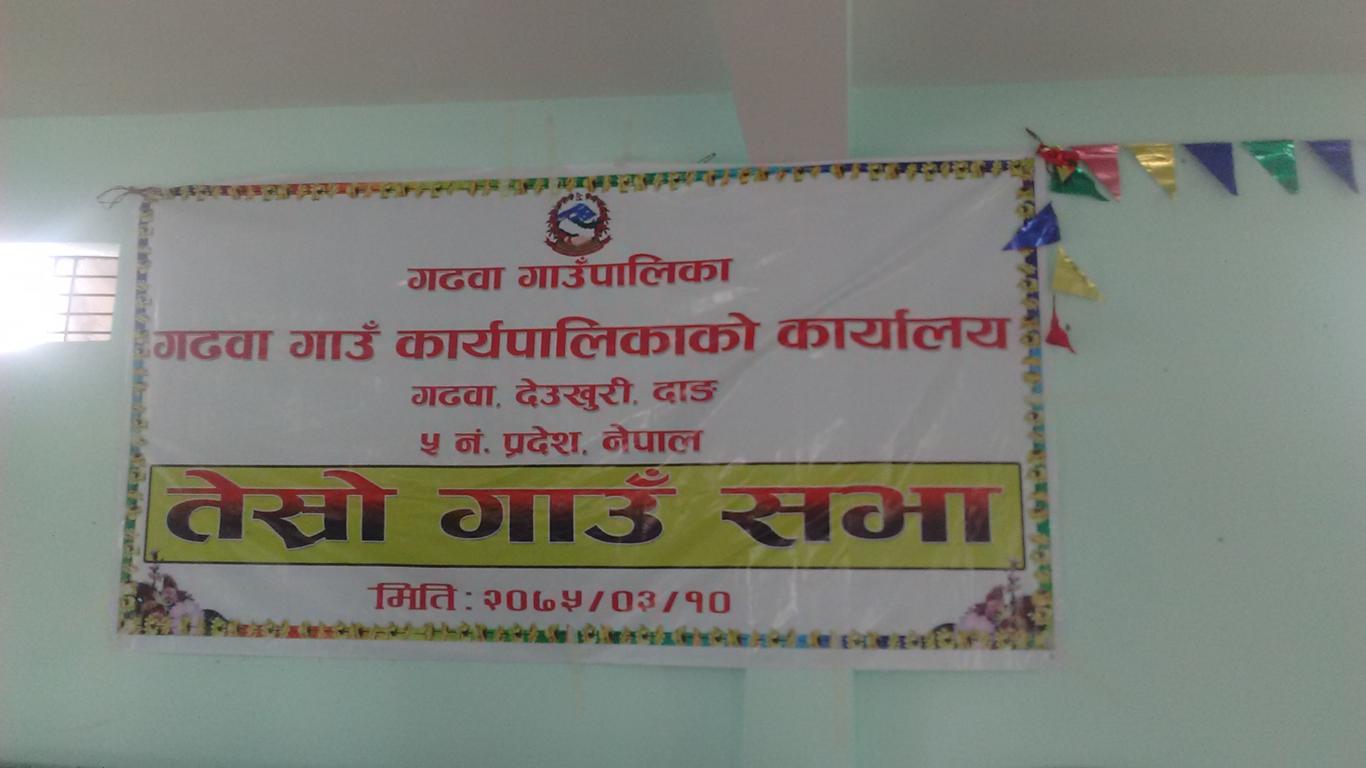 गढवा गाउँपालिका
गढवा गाउँ कार्यपालिकाको कार्यालय
गढवा, देउखुरी, दाङ
५ नं. प्रदेश, नेपाल
तेस्रो गाउँ सभा
मिति : २०७५/०३/१०